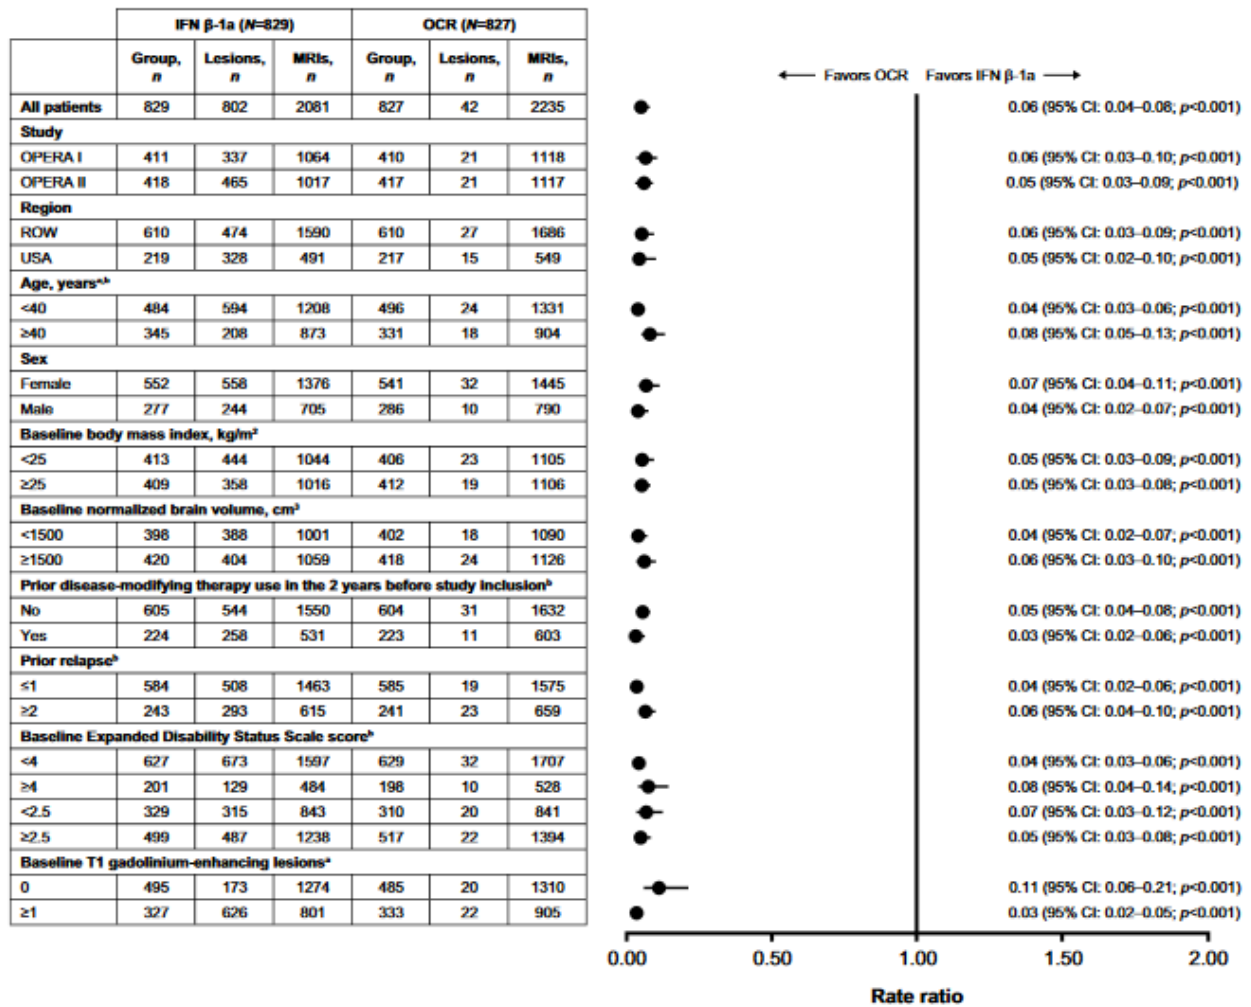 IFN β-1a (N=829) OCR (N=827)
Group, n Lesions, n MRIs, n Group, n Lesions, n MRIs, n
← Favors OCR Favors IFN β-1a →
All patients 829 802 2081 827 42 2235 0.06 (95% CI: 0.04–0.08; p<0.001)
Study
OPERA I 411 337 1064 410 21 1118 0.06 (95% CI: 0.03–0.10; p<0.001)
OPERA II 418 465 1017 417 21 1117 0.05 (95% CI: 0.03–0.09; p<0.001)
Region
ROW 610 474 1590 610 27 1686 0.06 (95% CI: 0.03–0.09; p<0.001)
USA 219 328 491 217 15 549 0.05 (95% CI: 0.02–0.10; p<0.001)
Age, years^a,b
<40 484 594 1208 496 24 1331 0.04 (95% CI: 0.03–0.06; p<0.001)
≥40 345 208 873 331 18 904 0.08 (95% CI: 0.05–0.13; p<0.001)
Sex
Female 552 558 1376 541 32 1445 0.07 (95% CI: 0.04–0.11; p<0.001)
Male 277 244 705 286 10 790 0.04 (95% CI: 0.02–0.07; p<0.001)
Baseline body mass index, kg/m²
<25 413 444 1044 406 23 1105 0.05 (95% CI: 0.03–0.09; p<0.001)
≥25 409 358 1016 412 19 1106 0.05 (95% CI: 0.03–0.08; p<0.001)
Baseline normalized brain volume, cm³
<1500 398 388 1001 402 18 1090 0.04 (95% CI: 0.02–0.07; p<0.001)
≥1500 420 404 1059 418 24 1126 0.06 (95% CI: 0.03–0.10; p<0.001)
Prior disease-modifying therapy use in the 2 years before study inclusion^b
No 605 544 1550 604 31 1632 0.05 (95% CI: 0.04–0.08; p<0.001)
Yes 224 258 531 223 11 603 0.03 (95% CI: 0.02–0.06; p<0.001)
Prior relapse^b
≤1 584 508 1463 585 19 1575 0.04 (95% CI: 0.02–0.06; p<0.001)
≥2 243 293 615 241 23 659 0.06 (95% CI: 0.04–0.10; p<0.001)
Baseline Expanded Disability Status Scale score^b
<4 627 673 1597 629 32 1707 0.04 (95% CI: 0.03–0.06; p<0.001)
≥4 201 129 484 198 10 528 0.08 (95% CI: 0.04–0.14; p<0.001)
<2.5 329 315 843 310 20 841 0.07 (95% CI: 0.03–0.12; p<0.001)
≥2.5 499 487 1238 517 22 1394 0.05 (95% CI: 0.03–0.08; p<0.001)
Baseline T1 gadolinium-enhancing lesions^a
0 495 173 1274 485 20 1310 0.11 (95% CI: 0.06–0.21; p<0.001)
≥1 327 626 801 333 22 905 0.03 (95% CI: 0.02–0.05; p<0.001)
0.00 0.50 1.00 1.50 2.00
Rate ratio